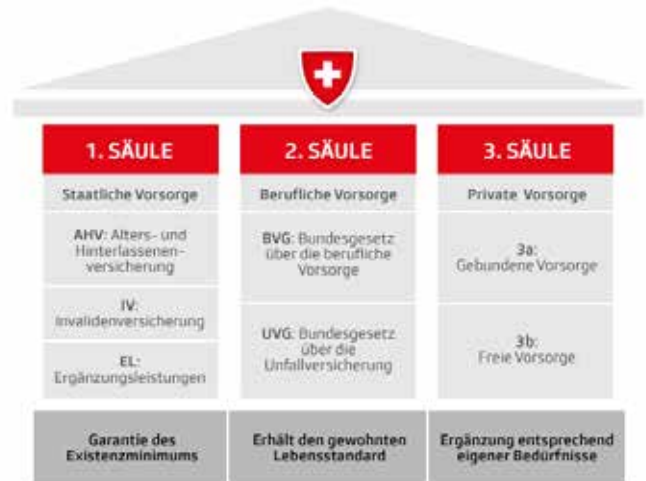 1. SÄULE
Staatliche Vorsorge
AHV: Alters- und
Hinterlassenen-
versicherung
IV:
Invalidenversicherung
EL:
Ergänzungsleistungen
Garantie des
Existenzminimums
2. SÄULE
Berufliche Vorsorge
BVG: Bundesgesetz
über die berufliche
Vorsorge
UVG: Bundesgesetz
über die
Unfallversicherung
Erhält den gewohnten
Lebensstandard
3. SÄULE
Private Vorsorge
3a:
Gebundene Vorsorge
3b:
Freie Vorsorge
Ergänzung entsprechend
eigener Bedürfnisse